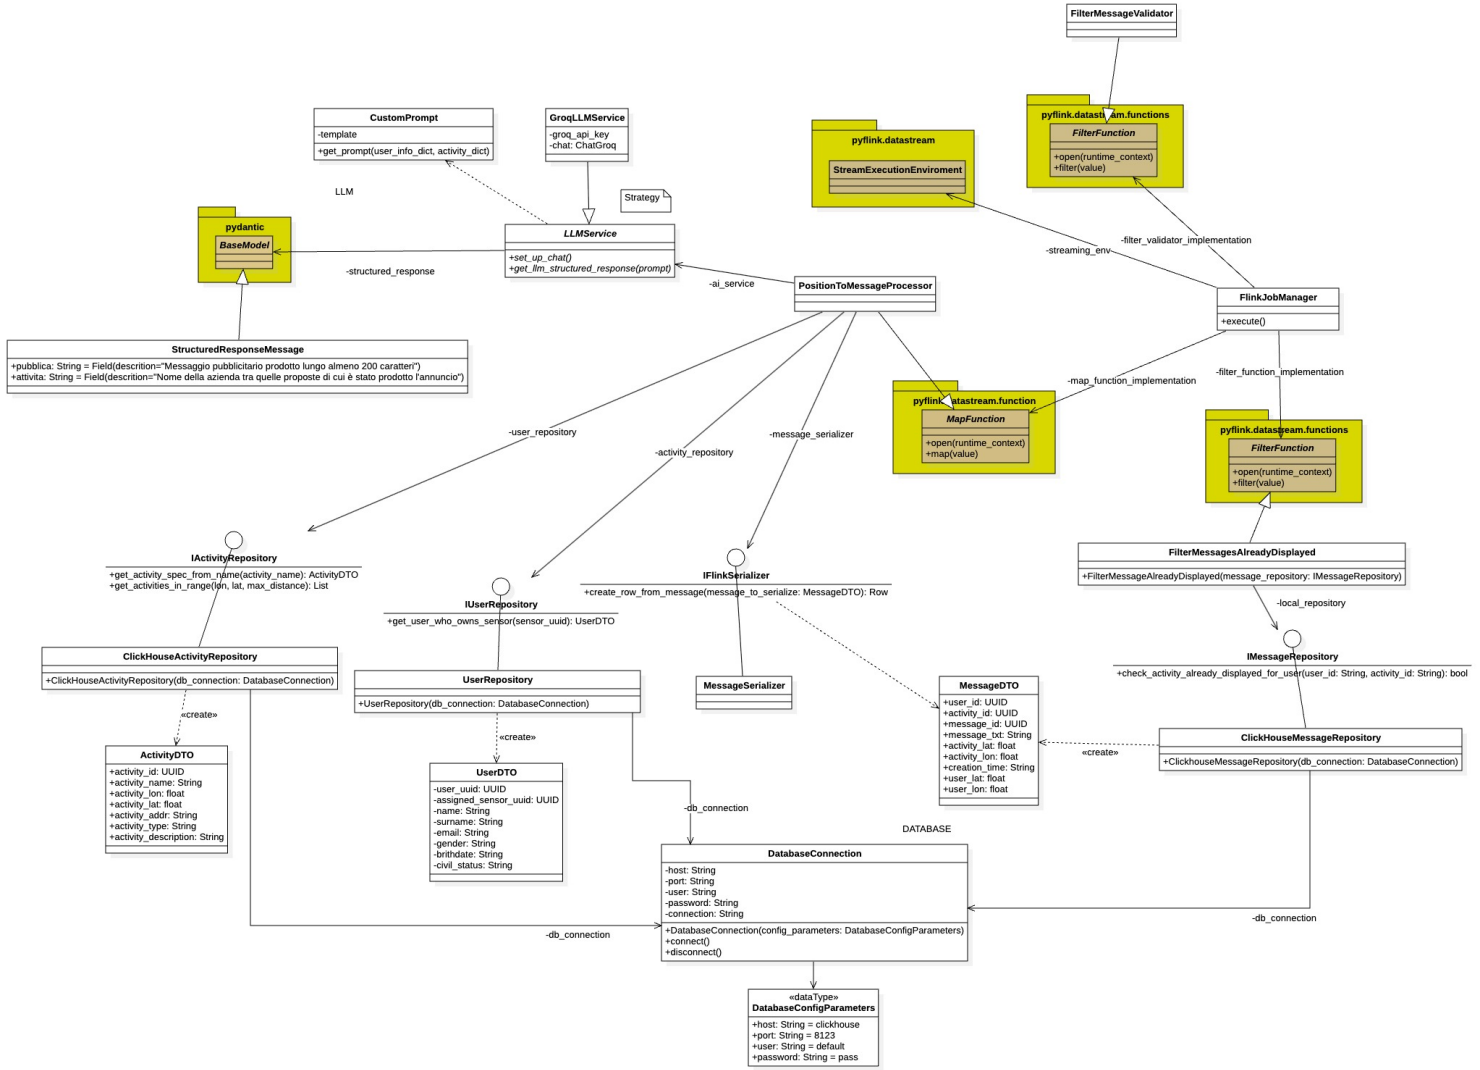 FilterMessageValidator
pyflink.datastream.functions
FilterFunction
+open(runtime_context)
+filter(value)
CustomPrompt
-template
+get_prompt(user_info_dict, activity_dict)
GroqLLMService
-groq_api_key
-chat: ChatGroq
pyflink.datastream
StreamExecutionEnviroment
LLM
Strategy
pydantic
BaseModel
LLMService
+set_up_chat()
+get_llm_structured_response(prompt)
-structured_response
-ai_service
-streaming_env
-filter_validator_implementation
PositionToMessageProcessor
FlinkJobManager
+execute()
StructuredResponseMessage
+pubblica: String = Field(descrition="Messaggio pubblicitario prodotto lungo almeno 200 caratteri")
+attivita: String = Field(descrition="Nome della azienda tra quelle proposte di cui è stato prodotto l'annuncio")
-map_function_implementation
-filter_function_implementation
pyflink.datastream.function
MapFunction
+open(runtime_context)
+map(value)
pyflink.datastream.functions
FilterFunction
+open(runtime_context)
+filter(value)
-user_repository
-activity_repository
-message_serializer
IActivityRepository
+get_activity_spec_from_name(activity_name): ActivityDTO
+get_activities_in_range(lon, lat, max_distance): List
IUserRepository
+get_user_who_owns_sensor(sensor_uuid): UserDTO
IFlinkSerializer
+create_row_from_message(message_to_serialize: MessageDTO): Row
FilterMessagesAlreadyDisplayed
+FilterMessageAlreadyDisplayed(message_repository: IMessageRepository)
-local_repository
IMessageRepository
+check_activity_already_displayed_for_user(user_id: String, activity_id: String): bool
ClickHouseActivityRepository
+ClickHouseActivityRepository(db_connection: DatabaseConnection)
UserRepository
+UserRepository(db_connection: DatabaseConnection)
MessageSerializer
MessageDTO
+user_id: UUID
+activity_id: UUID
+message_id: UUID
+message_txt: String
+activity_lat: float
+activity_lon: float
+creation_time: String
+user_lat: float
+user_lon: float
ClickHouseMessageRepository
+ClickhouseMessageRepository(db_connection: DatabaseConnection)
«create»
«create»
«create»
ActivityDTO
+activity_id: UUID
+activity_name: String
+activity_lon: float
+activity_lat: float
+activity_addr: String
+activity_type: String
+activity_description: String
UserDTO
-user_uuid: UUID
-assigned_sensor_uuid: UUID
-name: String
-surname: String
-email: String
-gender: String
-brithdate: String
-civil_status: String
-db_connection
DATABASE
DatabaseConnection
-host: String
-port: String
-user: String
-password: String
-connection: String
+DatabaseConnection(config_parameters: DatabaseConfigParameters)
+connect()
+disconnect()
-db_connection
-db_connection
«dataType»
DatabaseConfigParameters
+host: String = clickhouse
+port: String = 8123
+user: String = default
+password: String = pass